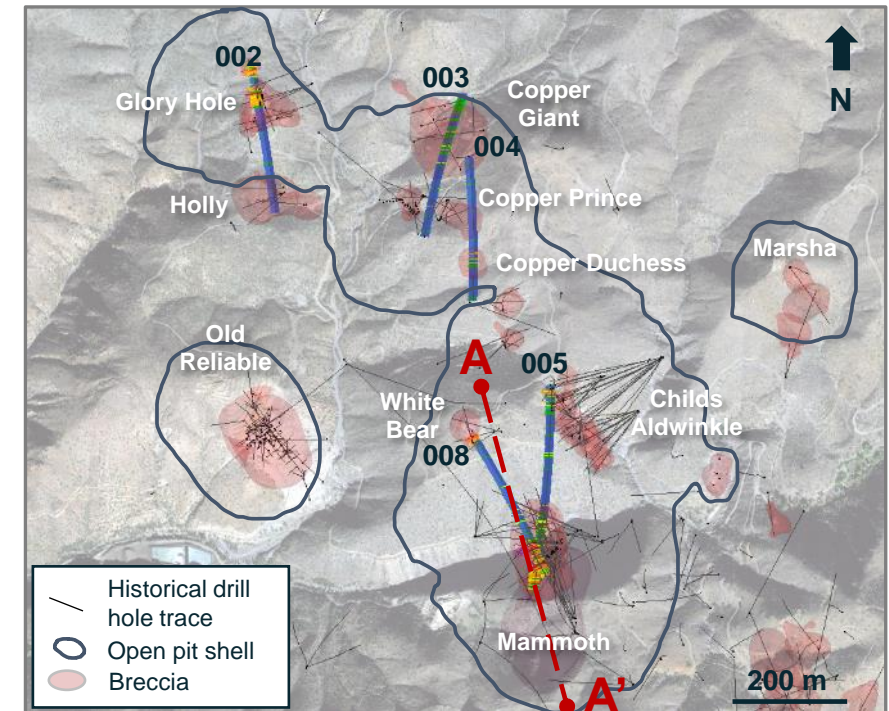 002
003
Copper
Giant
N
Glory Hole
004
Holly
Copper Prince
Copper Duchess
Marsha
Old
Reliable
A
005
White
Bear
Childs
Aldwinkle
008
Mammoth
A'
200 m
Historical drill
hole trace
Open pit shell
Breccia